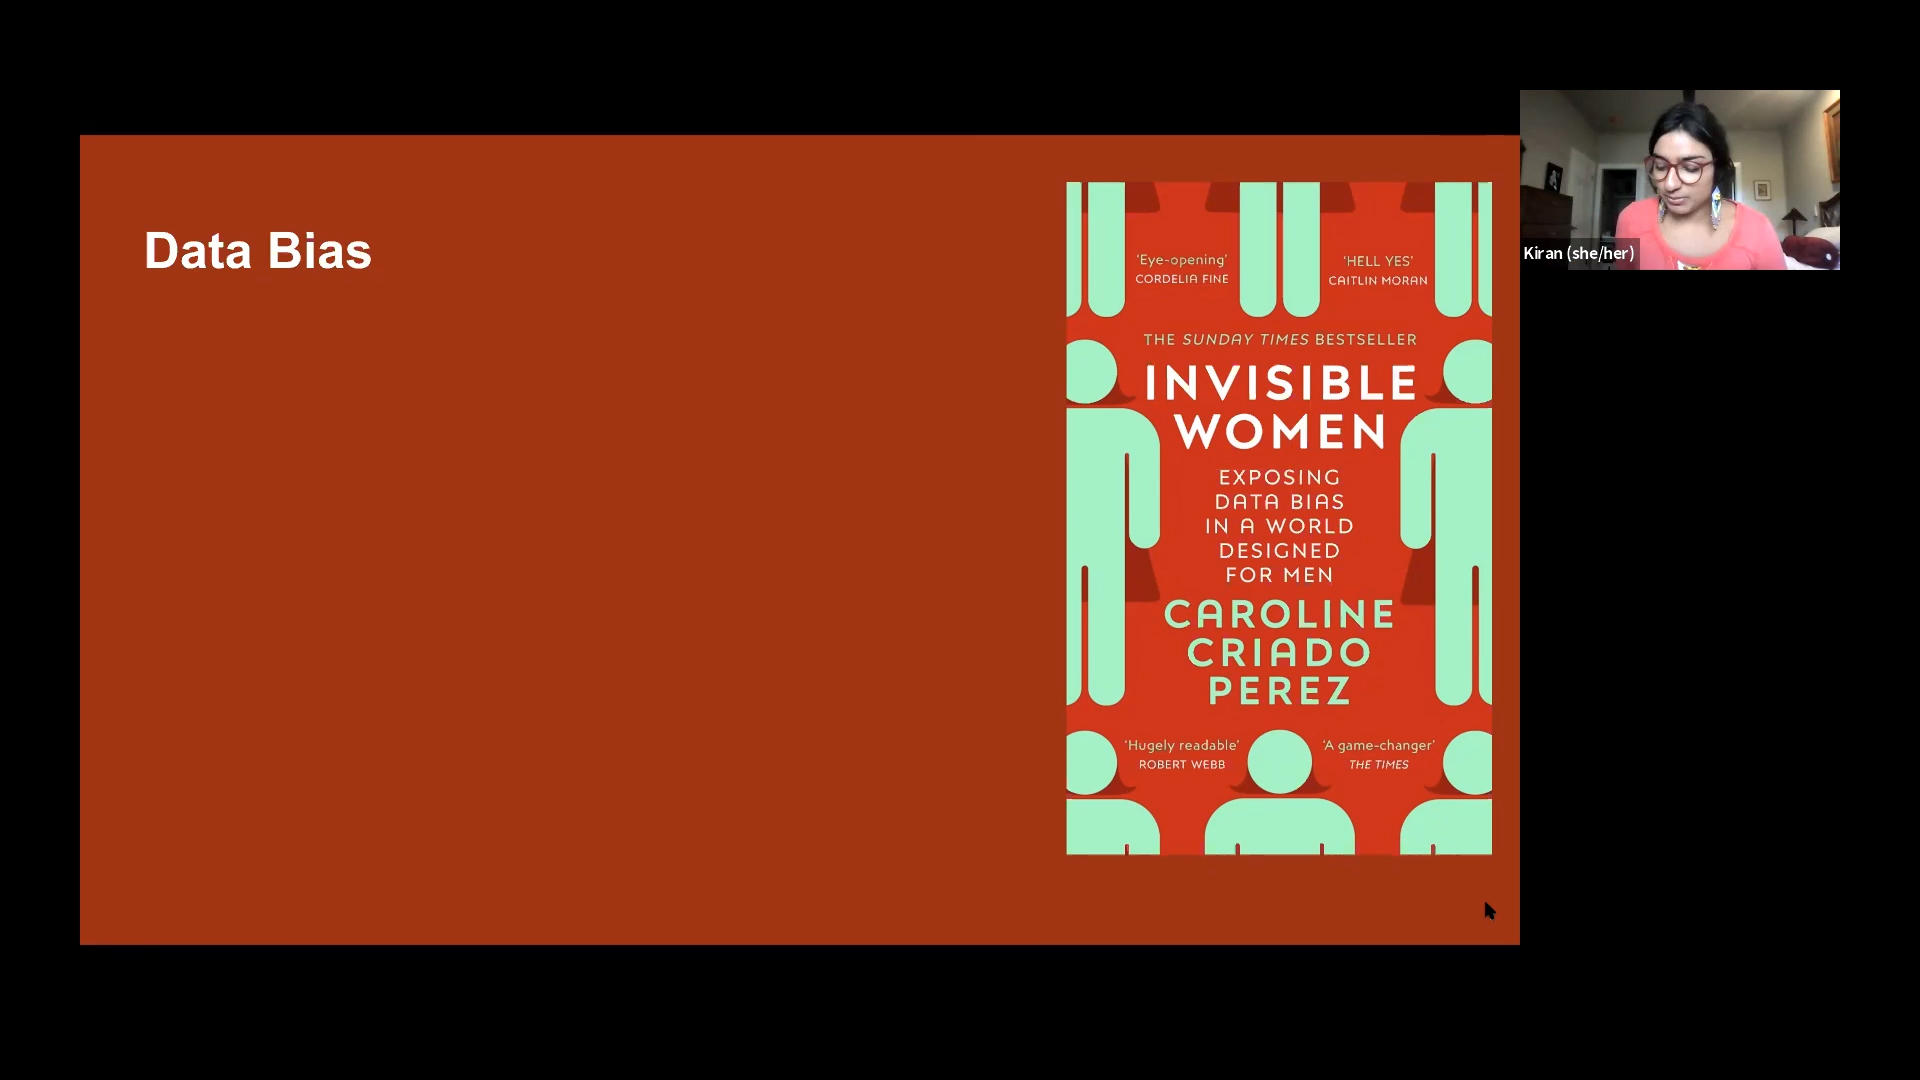 Data Bias
'Eye-opening'
CORDELIA FINE
'HELL YES'
CAITLIN MORAN
THE SUNDAY TIMES BESTSELLER
INVISIBLE
WOMEN
EXPOSING
DATA BIAS
IN A WORLD
DESIGNED
FOR MEN
CAROLINE
CRIADO
PEREZ
'Hugely readable'
ROBERT WEBB
'A game-changer'
THE TIMES
Kiran (she/her)